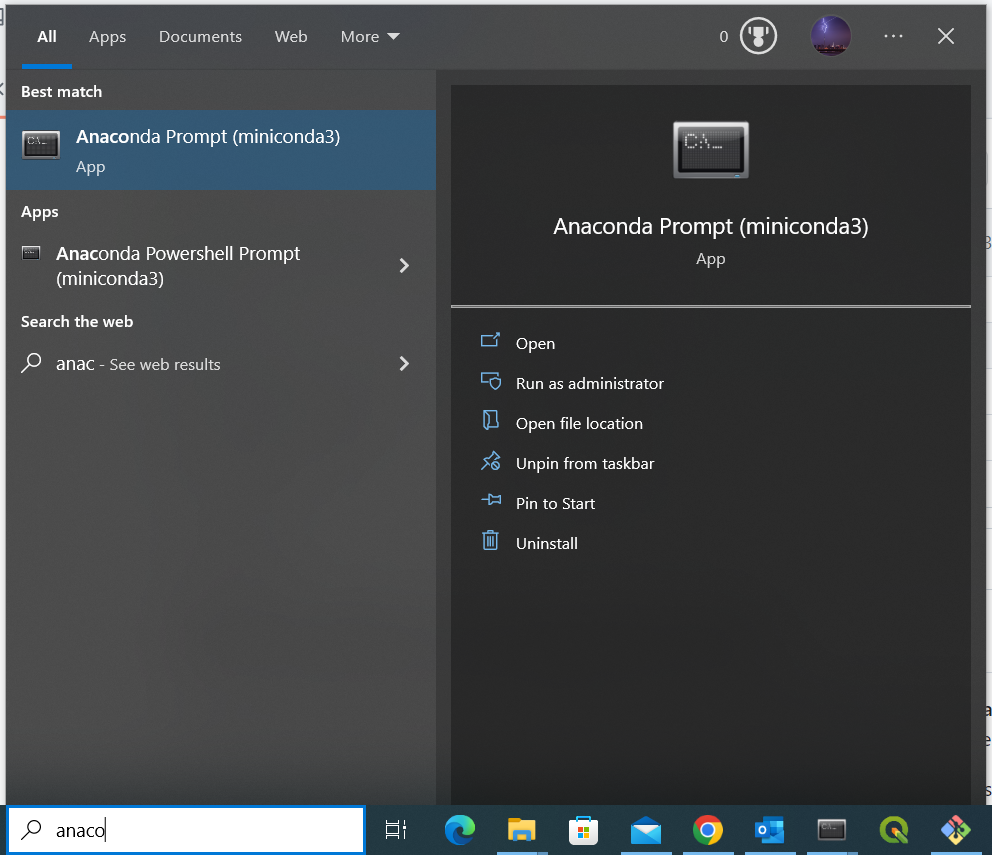 All Apps Documents Web More 0
Best match
Anaconda Prompt (miniconda3)
App
Apps
Anaconda Powershell Prompt
(miniconda3)
Search the web
anac - See web results
C:\_
Anaconda Prompt (miniconda3)
App
Open
Run as administrator
Open file location
Unpin from taskbar
Pin to Start
Uninstall
anaco